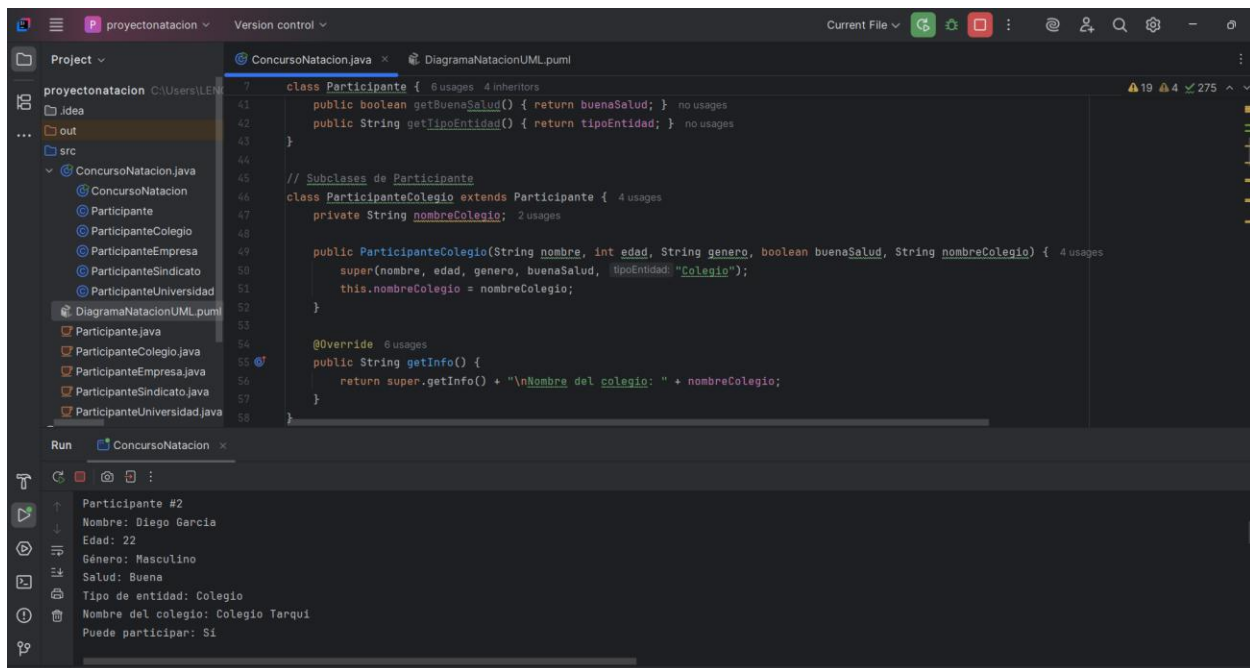 P proyectonatacion
Version control
Current File
Project
ConcursoNatacion.java
DiagramaNatacionUML.puml
proyectonatacion C:\Users\LEN
.idea
out
src
ConcursoNatacion.java
ConcursoNatacion
Participante
ParticipanteColegio
ParticipanteEmpresa
ParticipanteSindicato
ParticipanteUniversidad
DiagramaNatacionUML.puml
Participante.java
ParticipanteColegio.java
ParticipanteEmpresa.java
ParticipanteSindicato.java
ParticipanteUniversidad.java
19 4 275
7 class Participante { 6 usages 4 inheritors
41 public boolean getBuenaSalud() { return buenaSalud; } no usages
42 public String getTipoEntidad() { return tipoEntidad; } no usages
43 }
44
45 // Subclases de Participante
46 class ParticipanteColegio extends Participante { 4 usages
47 private String nombreColegio; 2 usages
48
49 public ParticipanteColegio(String nombre, int edad, String genero, boolean buenaSalud, String nombreColegio) { 4 usages
50 super(nombre, edad, genero, buenaSalud, tipoEntidad: "Colegio");
51 this.nombreColegio = nombreColegio;
52 }
53
54 @Override 6 usages
55 public String getInfo() {
56 return super.getInfo() + "\nNombre del colegio: " + nombreColegio;
57 }
58 }
Run
ConcursoNatacion
Participante #2
Nombre: Diego Garcia
Edad: 22
Género: Masculino
Salud: Buena
Tipo de entidad: Colegio
Nombre del colegio: Colegio Tarqui
Puede participar: Sí